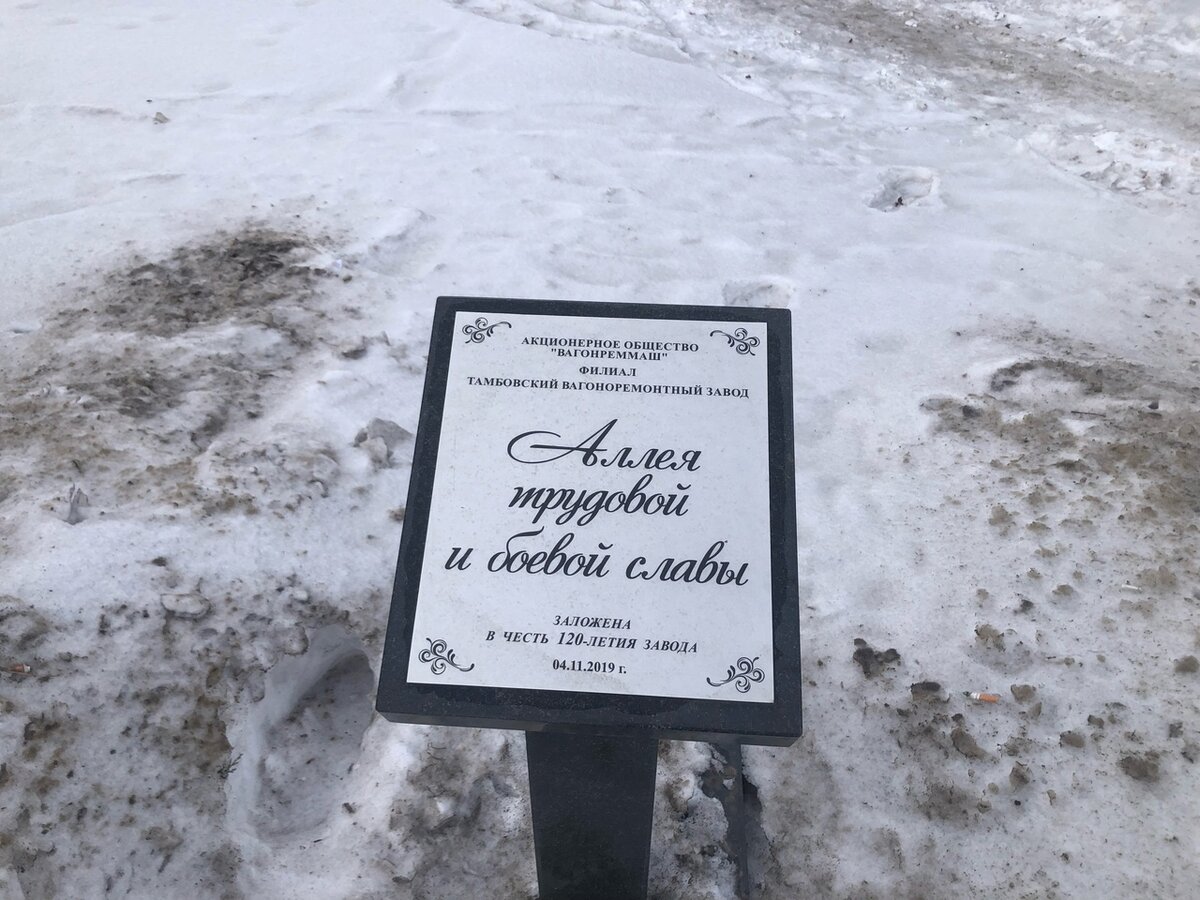 АКЦИОНЕРНОЕ ОБЩЕСТВО
"ВАГОНРЕММАШ"
ФИЛИАЛ
ТАМБОВСКИЙ ВАГОНОРЕМОНТНЫЙ ЗАВОД
Аллея
трудовой
и боевой славы
ЗАЛОЖЕНА
В ЧЕСТЬ 120-ЛЕТИЯ ЗАВОДА
04.11.2019 г.